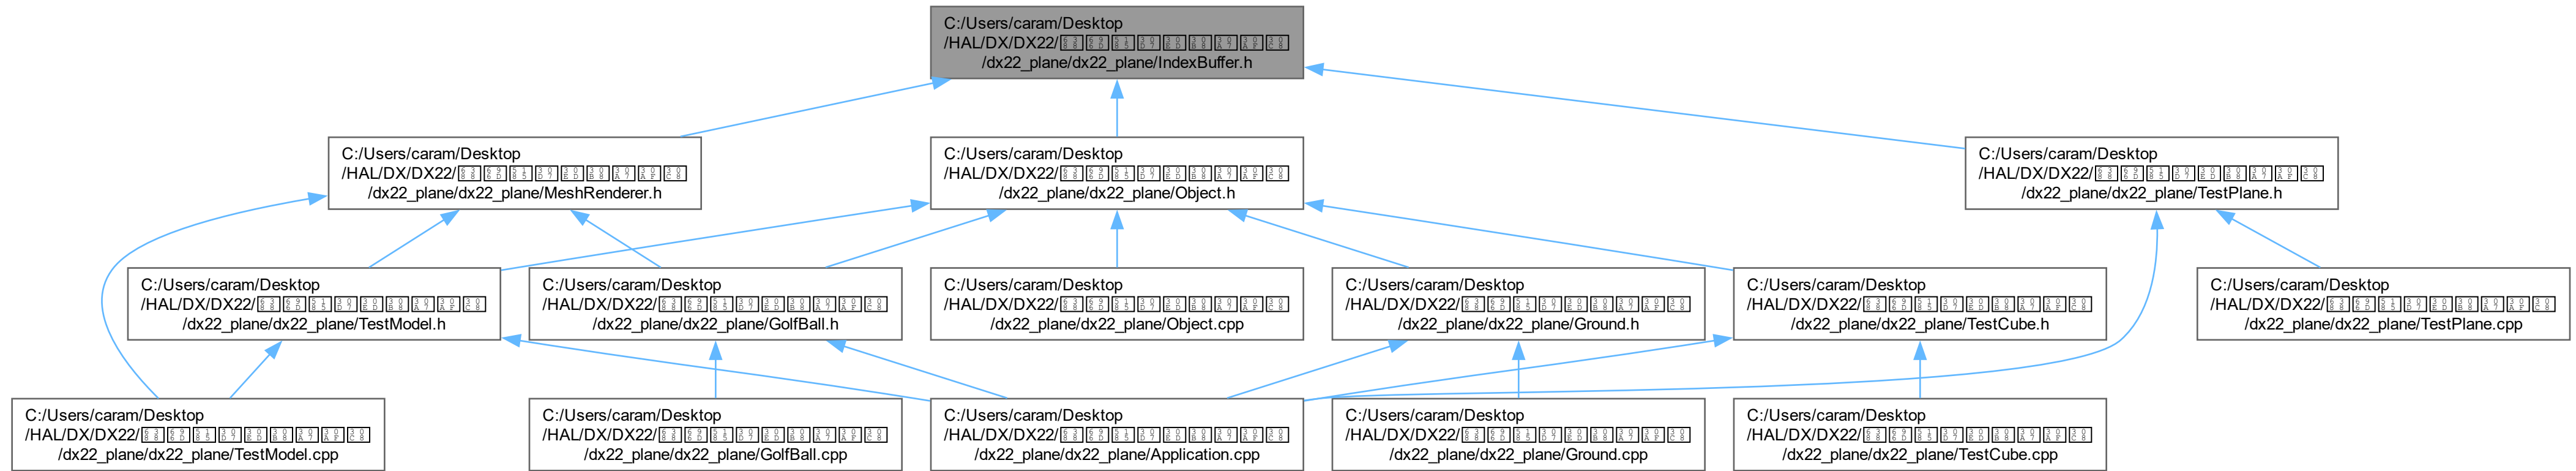 C:/Users/caram/Desktop
/HAL/DX/DX22/
/dx22_plane/dx22_plane/IndexBuffer.h
C:/Users/caram/Desktop
/HAL/DX/DX22/
/dx22_plane/dx22_plane/MeshRenderer.h
C:/Users/caram/Desktop
/HAL/DX/DX22/
/dx22_plane/dx22_plane/Object.h
C:/Users/caram/Desktop
/HAL/DX/DX22/
/dx22_plane/dx22_plane/TestPlane.h
C:/Users/caram/Desktop
/HAL/DX/DX22/
/dx22_plane/dx22_plane/TestModel.h
C:/Users/caram/Desktop
/HAL/DX/DX22/
/dx22_plane/dx22_plane/GolfBall.h
C:/Users/caram/Desktop
/HAL/DX/DX22/
/dx22_plane/dx22_plane/Object.cpp
C:/Users/caram/Desktop
/HAL/DX/DX22/
/dx22_plane/dx22_plane/Ground.h
C:/Users/caram/Desktop
/HAL/DX/DX22/
/dx22_plane/dx22_plane/TestCube.h
C:/Users/caram/Desktop
/HAL/DX/DX22/
/dx22_plane/dx22_plane/TestPlane.cpp
C:/Users/caram/Desktop
/HAL/DX/DX22/
/dx22_plane/dx22_plane/TestModel.cpp
C:/Users/caram/Desktop
/HAL/DX/DX22/
/dx22_plane/dx22_plane/GolfBall.cpp
C:/Users/caram/Desktop
/HAL/DX/DX22/
/dx22_plane/dx22_plane/Application.cpp
C:/Users/caram/Desktop
/HAL/DX/DX22/
/dx22_plane/dx22_plane/Ground.cpp
C:/Users/caram/Desktop
/HAL/DX/DX22/
/dx22_plane/dx22_plane/TestCube.cpp